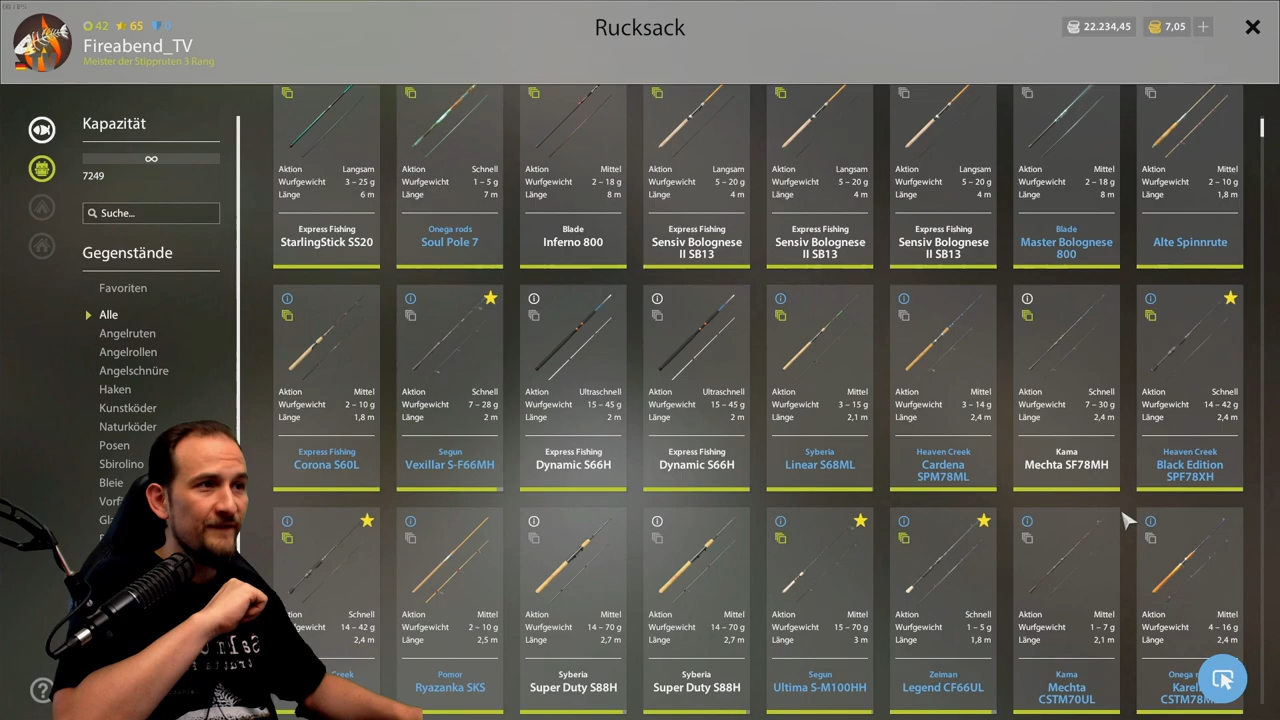 68 FPS
42 65
Fireabend_TV
Meister der Stippruten 3 Rang
Rucksack
22.234,45 7,05 +
Kapazität
∞
7249
Suche...
Gegenstände
Favoriten
Alle
Angelruten
Angelrollen
Angelschnüre
Haken
Kunstköder
Naturköder
Posen
Sbirolino
Bleie
Aktion Langsam
Wurfgewicht 3 – 25 g
Länge 6 m
Express Fishing
StarlingStick SS20
Aktion Schnell
Wurfgewicht 1 – 5 g
Länge 7 m
Onega rods
Soul Pole 7
Aktion Mittel
Wurfgewicht 2 – 18 g
Länge 8 m
Blade
Inferno 800
Aktion Langsam
Wurfgewicht 5 – 20 g
Länge 4 m
Express Fishing
Sensiv Bolognese
II SB13
Aktion Langsam
Wurfgewicht 5 – 20 g
Länge 4 m
Express Fishing
Sensiv Bolognese
II SB13
Aktion Langsam
Wurfgewicht 5 – 20 g
Länge 4 m
Express Fishing
Sensiv Bolognese
II SB13
Aktion Mittel
Wurfgewicht 2 – 18 g
Länge 8 m
Blade
Master Bolognese
800
Aktion Mittel
Wurfgewicht 2 – 10 g
Länge 1,8 m
Alte Spinnrute
Aktion Mittel
Wurfgewicht 2 – 10 g
Länge 1,8 m
Express Fishing
Corona S60L
Aktion Schnell
Wurfgewicht 7 – 28 g
Länge 2 m
Segun
Vexillar S-F66MH
Aktion Ultraschnell
Wurfgewicht 15 – 45 g
Länge 2 m
Express Fishing
Dynamic S66H
Aktion Ultraschnell
Wurfgewicht 15 – 45 g
Länge 2 m
Express Fishing
Dynamic S66H
Aktion Mittel
Wurfgewicht 3 – 15 g
Länge 2,1 m
Syberia
Linear S68ML
Aktion Mittel
Wurfgewicht 3 – 14 g
Länge 2,4 m
Heaven Creek
Cardena
SPM78ML
Aktion Schnell
Wurfgewicht 7 – 30 g
Länge 2,4 m
Kama
Mechta SF78MH
Aktion Schnell
Wurfgewicht 14 – 42 g
Länge 2,4 m
Heaven Creek
Black Edition
SPF78XH
Schnell
14 – 42 g
2,4 m
Creek
Aktion Mittel
Wurfgewicht 2 – 10 g
Länge 2,5 m
Pomor
Ryazanka SKS
Aktion Mittel
Wurfgewicht 14 – 70 g
Länge 2,7 m
Syberia
Super Duty S88H
Aktion Mittel
Wurfgewicht 14 – 70 g
Länge 2,7 m
Syberia
Super Duty S88H
Aktion Mittel
Wurfgewicht 15 – 70 g
Länge 3 m
Segun
Ultima S-M100HH
Aktion Schnell
Wurfgewicht 1 – 5 g
Länge 1,8 m
Zeiman
Legend CF66UL
Aktion Mittel
Wurfgewicht 1 – 7 g
Länge 2,1 m
Kama
Mechta
CSTM70UL
Aktion Mittel
Wurfgewicht 4 – 16 g
Länge 2,4 m
?